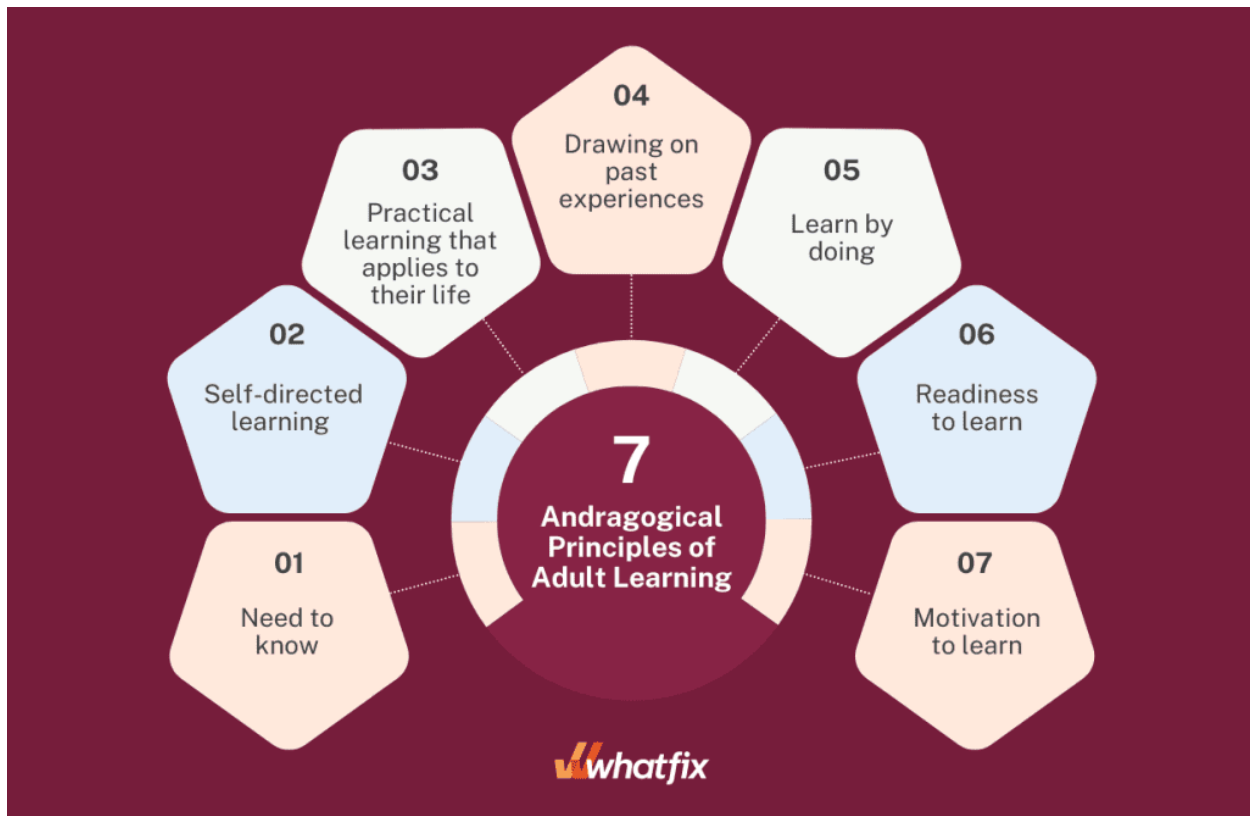 04
Drawing on
past
experiences
03
Practical
learning that
applies to
their life
05
Learn by
doing
02
Self-directed
learning
06
Readiness
to learn
7
Andragogical
Principles of
Adult Learning
01
Need to
know
07
Motivation
to learn
whatfix